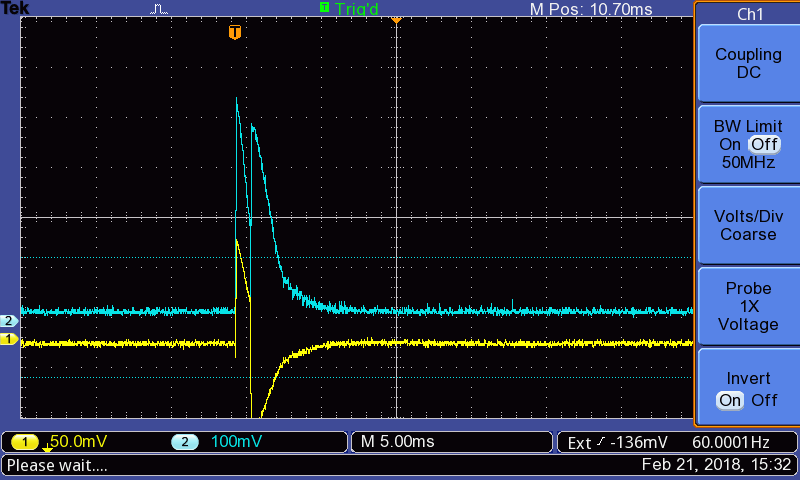 Tek T Trig'd M Pos: 10.70ms
T
Ch1
Coupling
DC
BW Limit
On Off
50MHz
Volts/Div
Coarse
Probe
1X
Voltage
Invert
On Off
2
1
1 50.0mV 2 100mV M 5.00ms Ext -136mV 60.0001Hz
Please wait.... Feb 21, 2018, 15:32